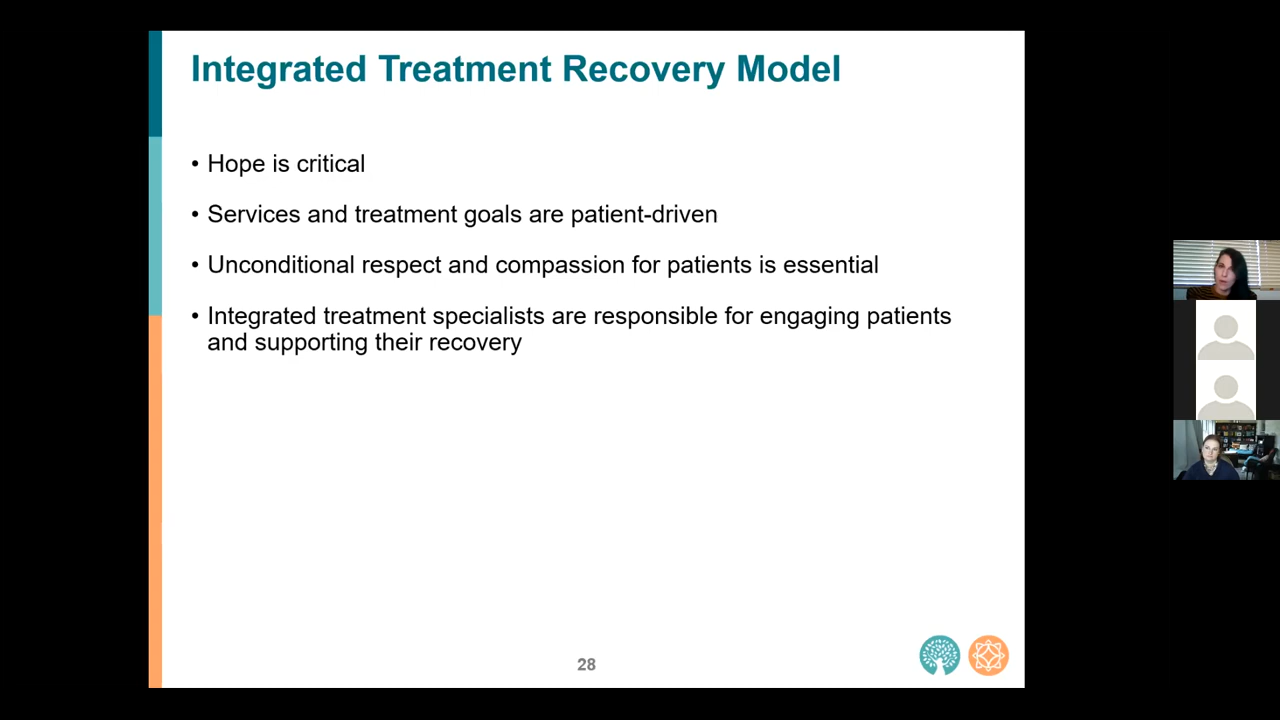 Integrated Treatment Recovery Model
• Hope is critical
• Services and treatment goals are patient-driven
• Unconditional respect and compassion for patients is essential
• Integrated treatment specialists are responsible for engaging patients
and supporting their recovery
28